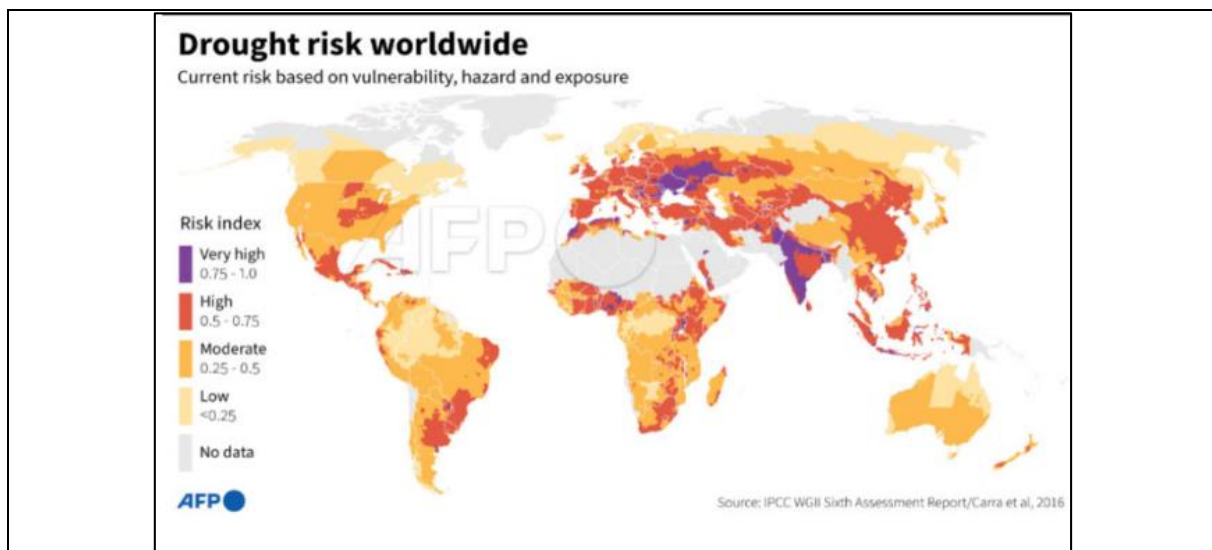 Drought risk worldwide
Current risk based on vulnerability, hazard and exposure
AFP
Risk index
Very high
0.75 - 1.0
High
0.5 - 0.75
Moderate
0.25 - 0.5
Low
<0.25
No data
AFP
Source: IPCC WGII Sixth Assessment Report/Carra et al, 2016